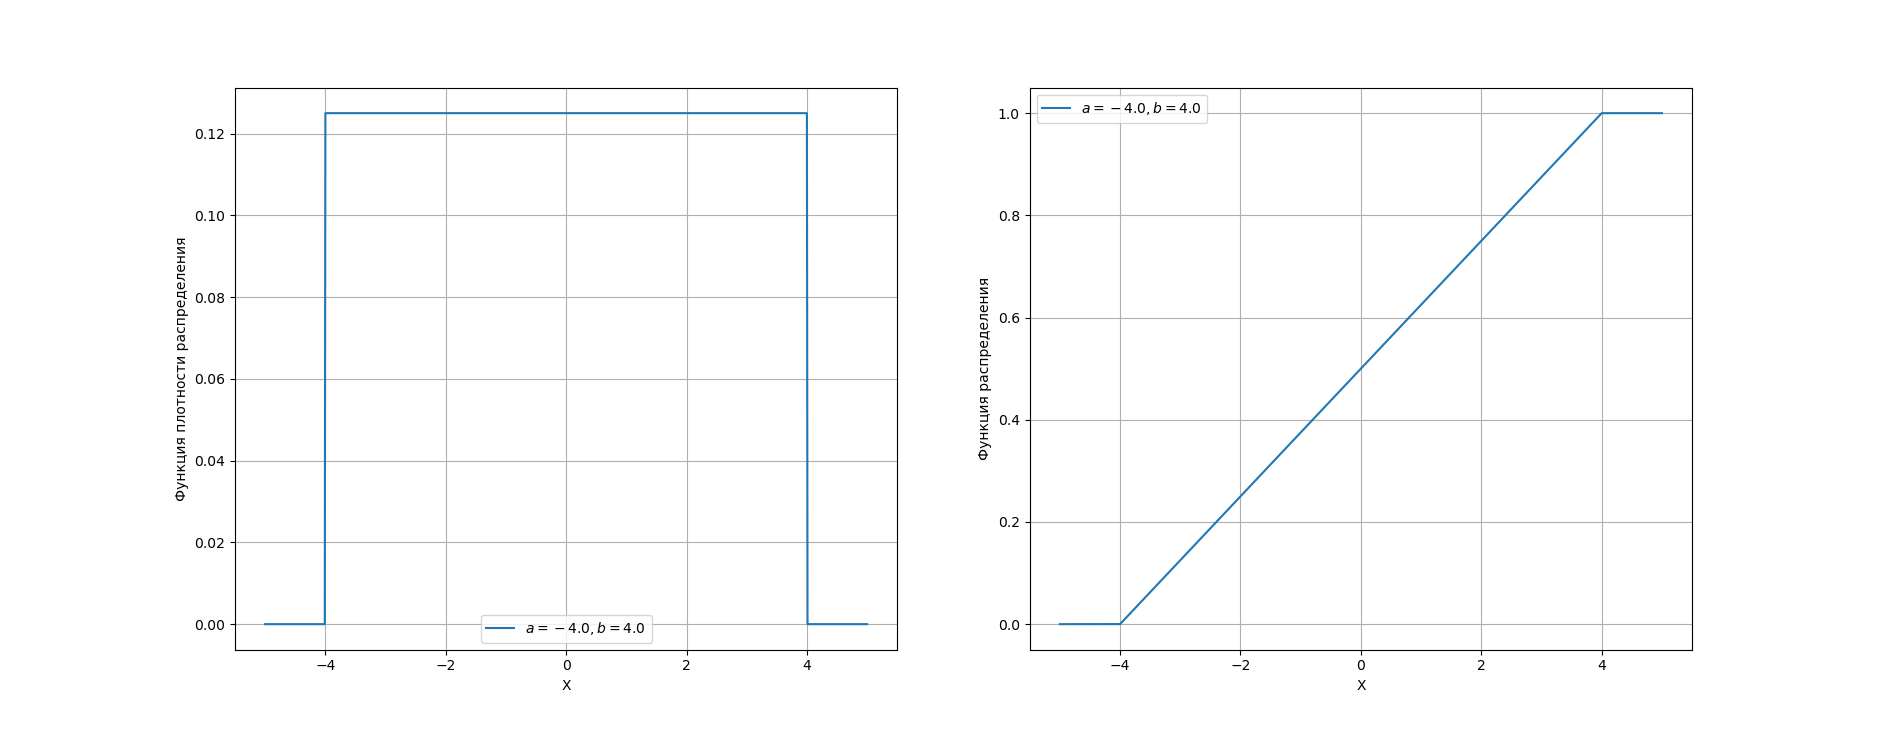 Функция плотности распределения
0.12
0.10
0.08
0.06
0.04
0.02
0.00
a = −4.0, b = 4.0
−4 −2 0 2 4
X
Функция распределения
a = −4.0, b = 4.0
1.0
0.8
0.6
0.4
0.2
0.0
−4 −2 0 2 4
X